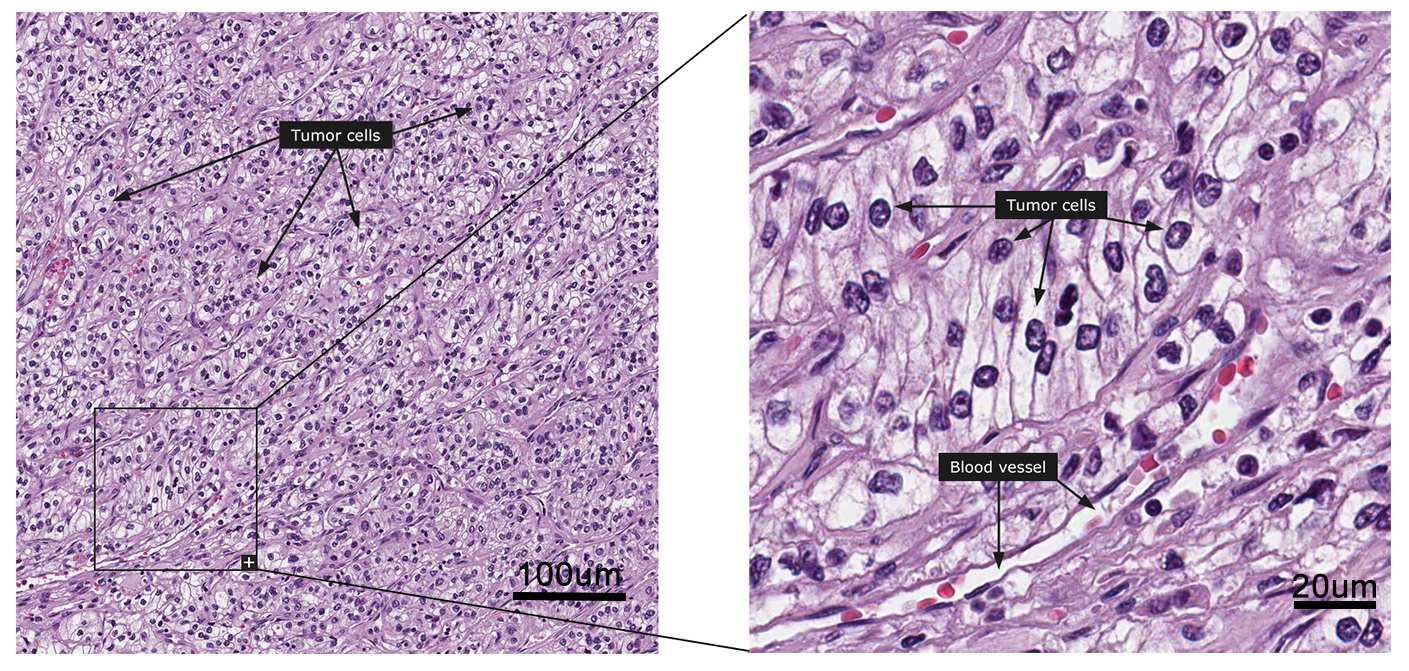 Tumor cells
+
100um
Tumor cells
Blood vessel
20um